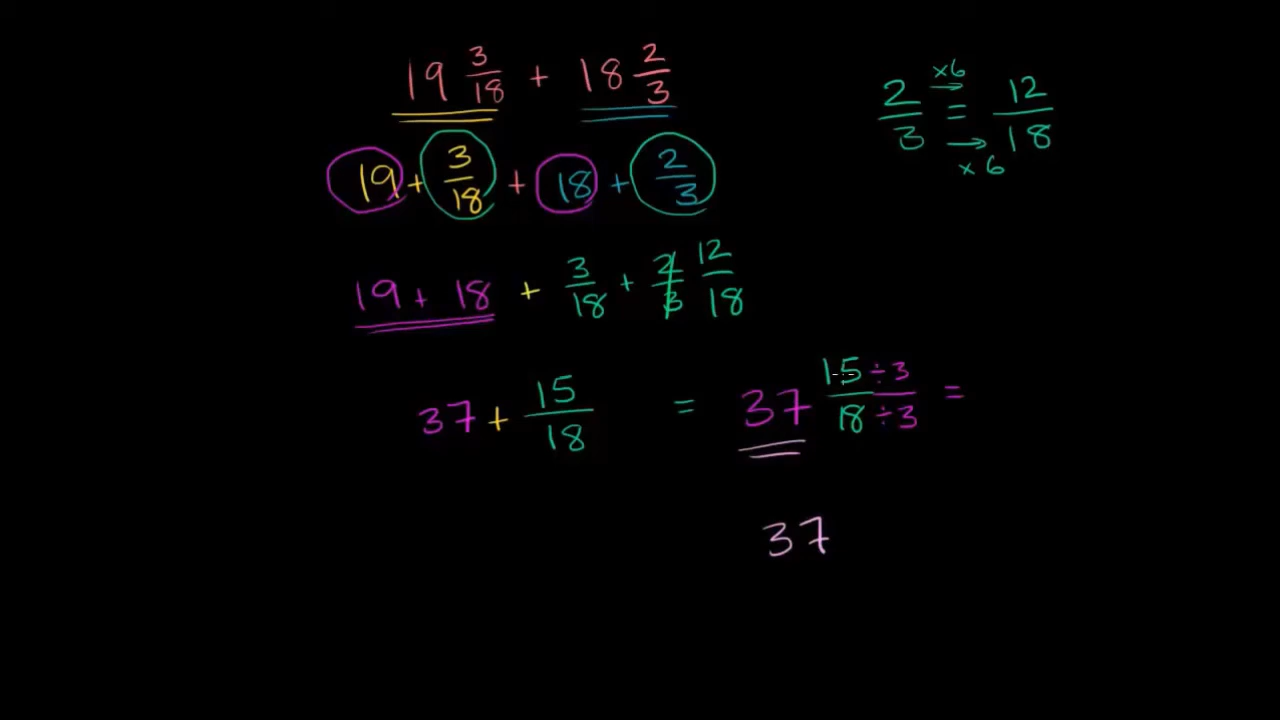 19 3/18 + 18 2/3
2/3 = 12/18
×6
×6
19 + 3/18 + 18 + 2/3
19 + 18 + 3/18 + 2/3 12/18
37 + 15/18 = 37 15÷3/18÷3 =
37